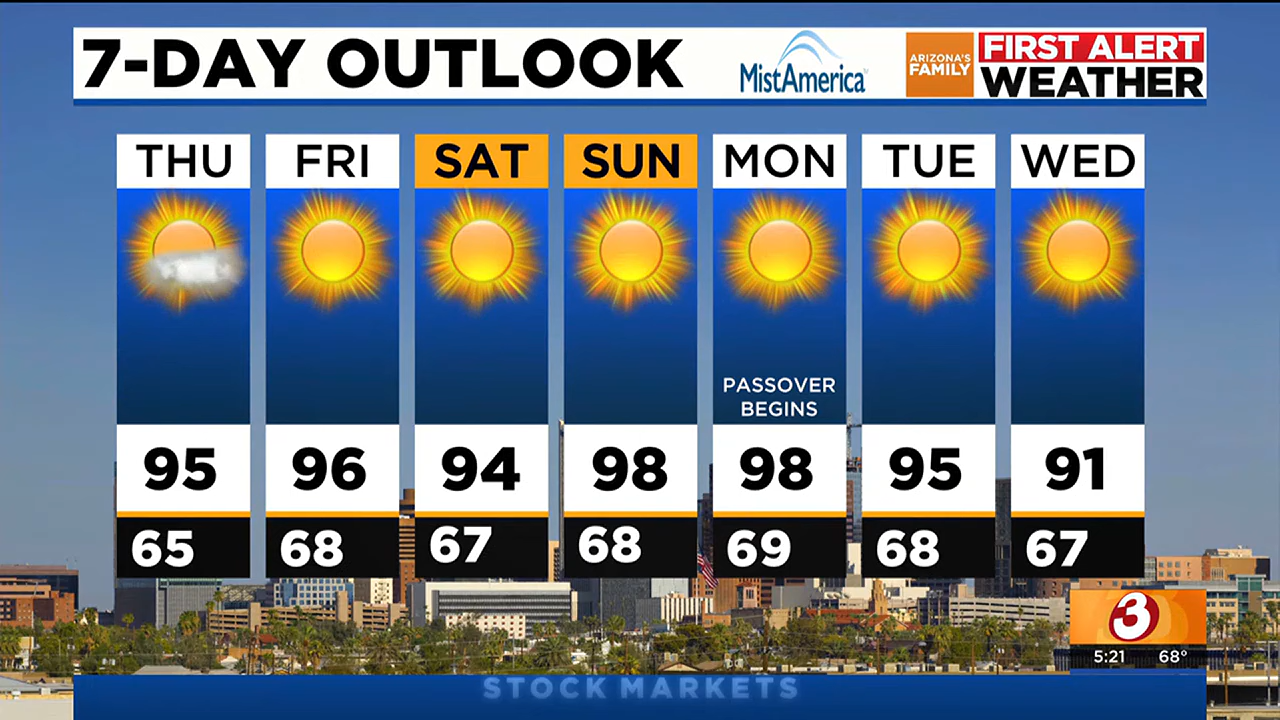 7-DAY OUTLOOK
MistAmerica
ARIZONA'S
FAMILY
FIRST ALERT
WEATHER
THU FRI SAT SUN MON TUE WED
PASSOVER
BEGINS
95 96 94 98 98 95 91
65 68 67 68 69 68 67
3
5:21 68°
STOCK MARKETS